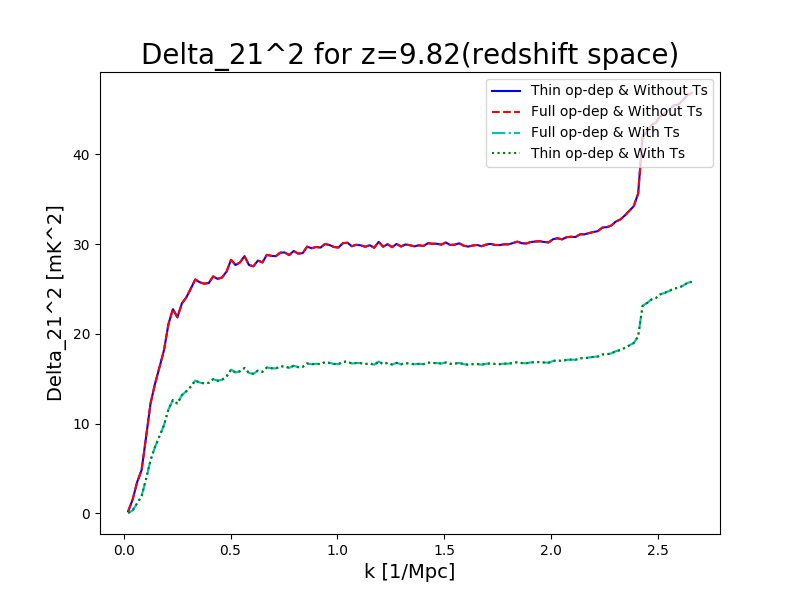 Delta_21^2 for z=9.82(redshift space)
Thin op-dep & Without Ts
Full op-dep & Without Ts
Full op-dep & With Ts
Thin op-dep & With Ts
Delta_21^2 [mK^2]
40
30
20
10
0
0.0 0.5 1.0 1.5 2.0 2.5
k [1/Mpc]